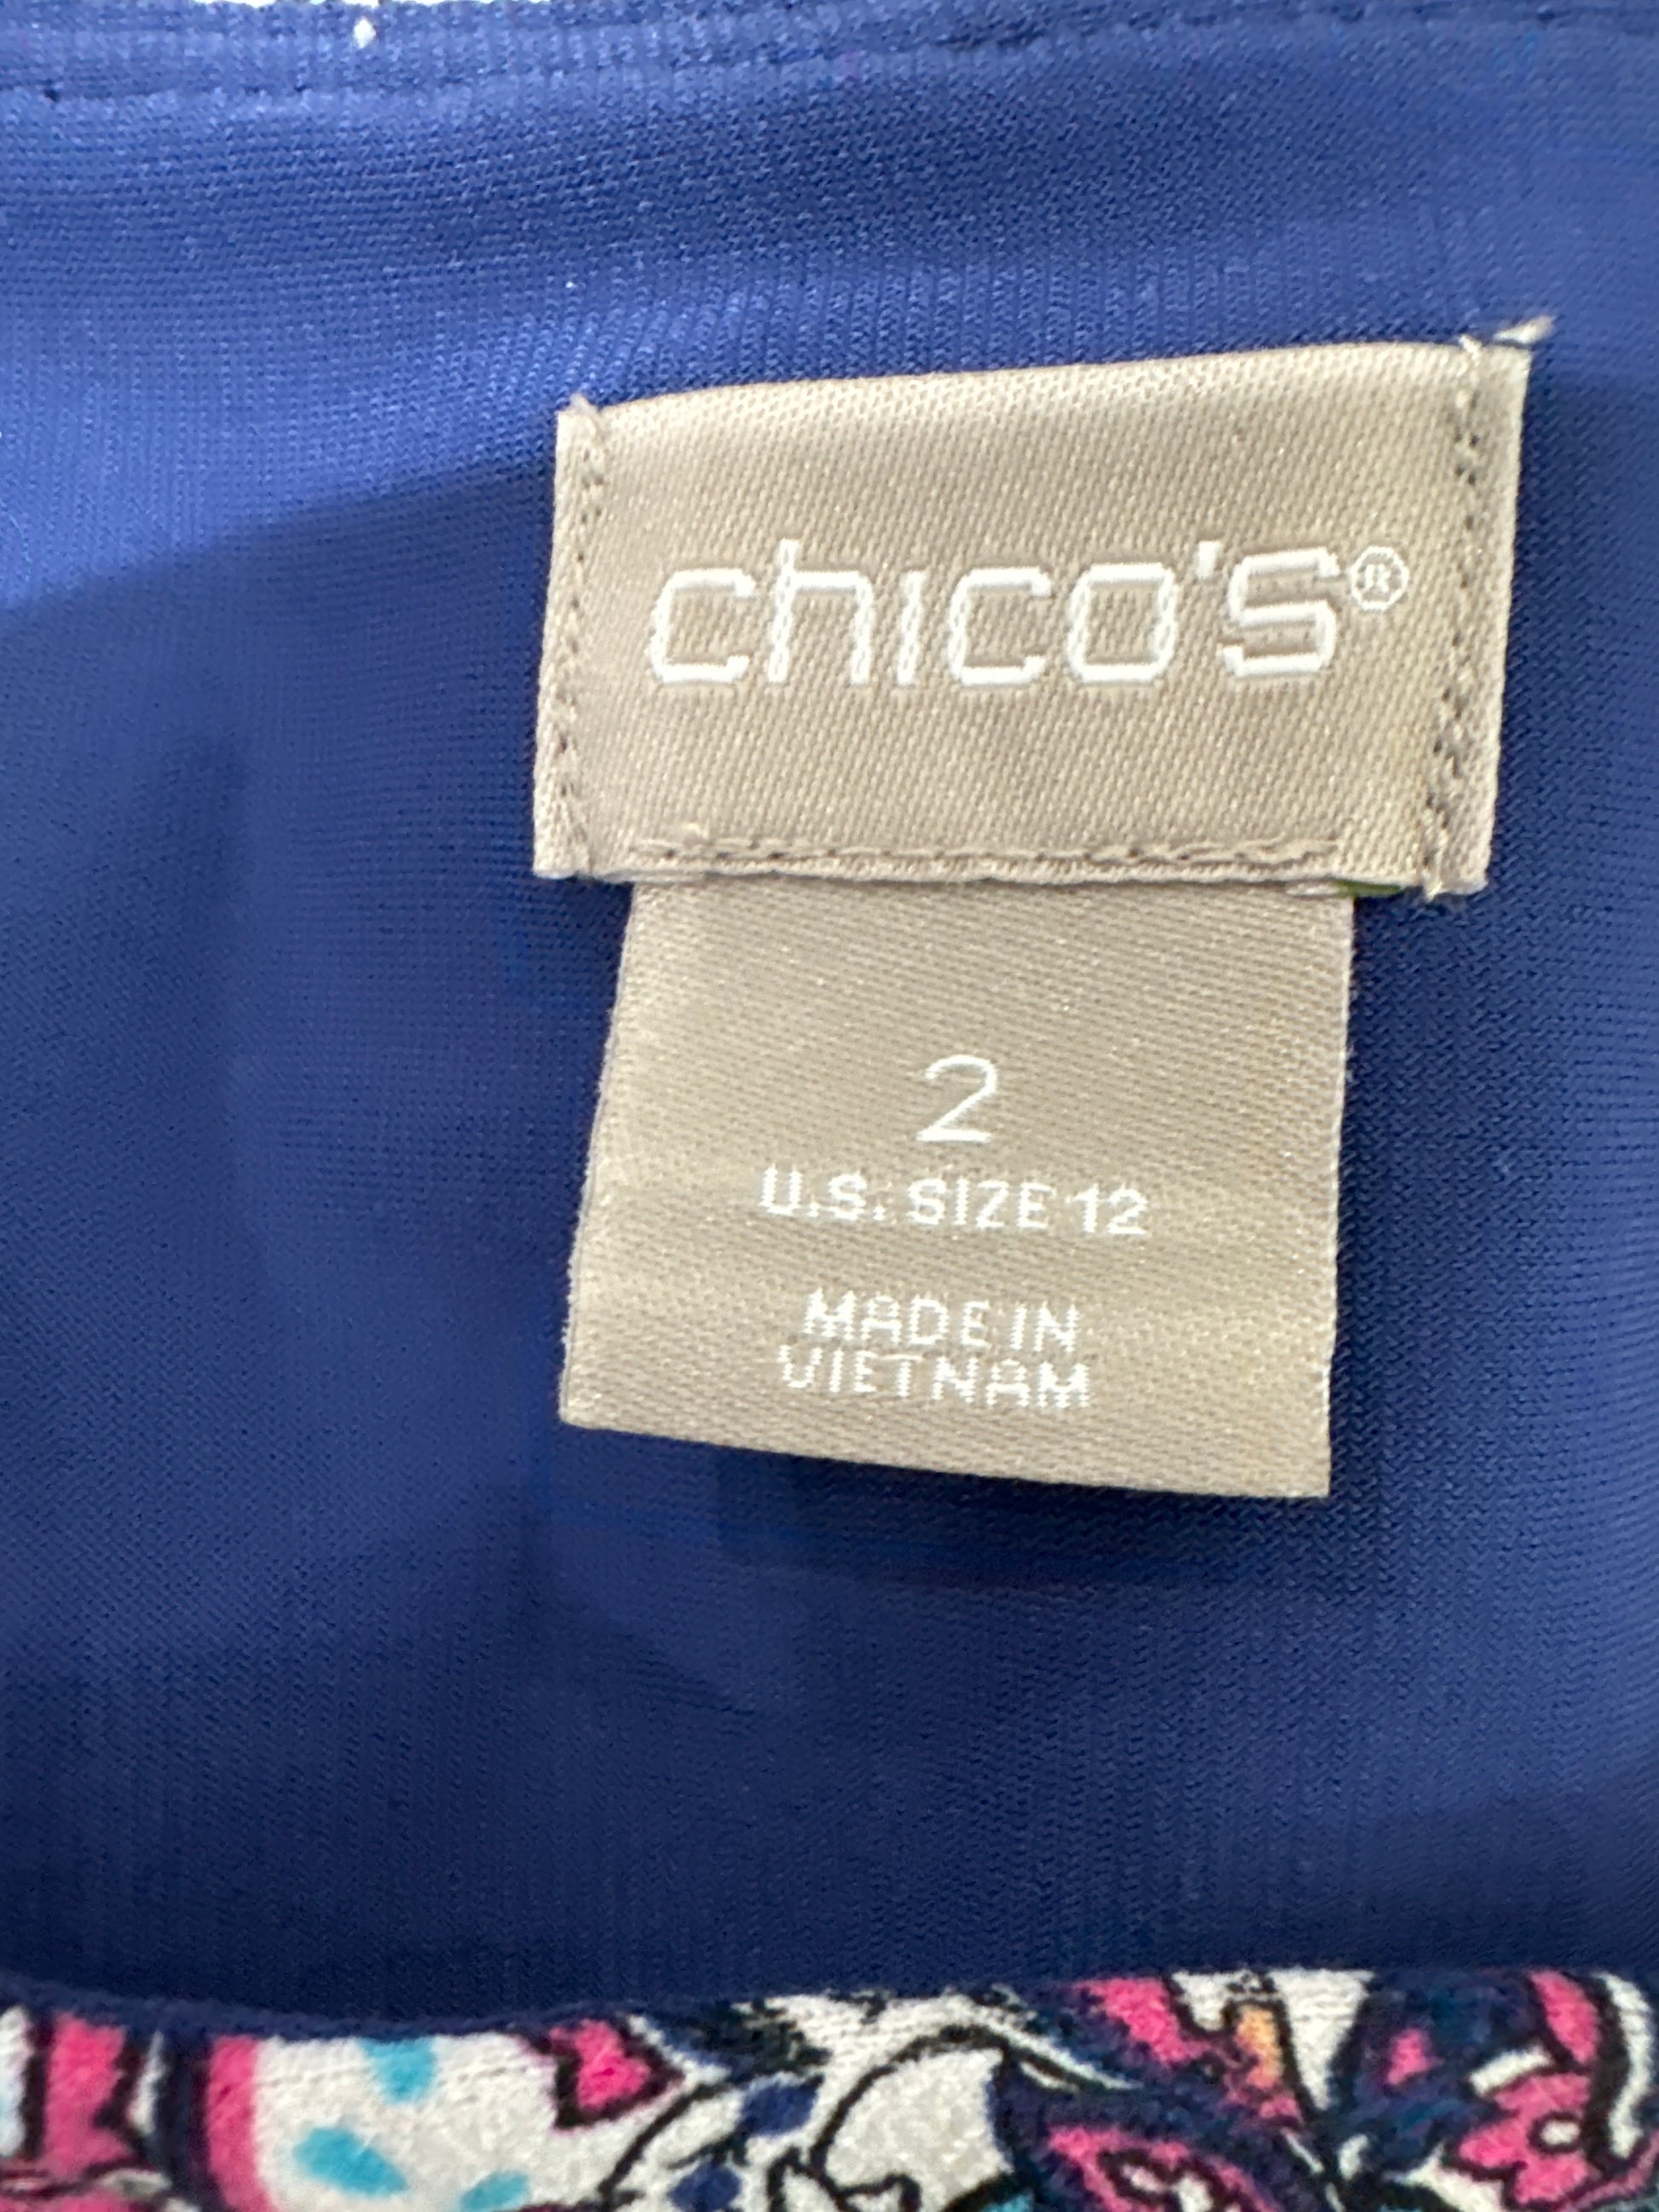 chico's®
2
U.S. SIZE 12
MADE IN
VIETNAM